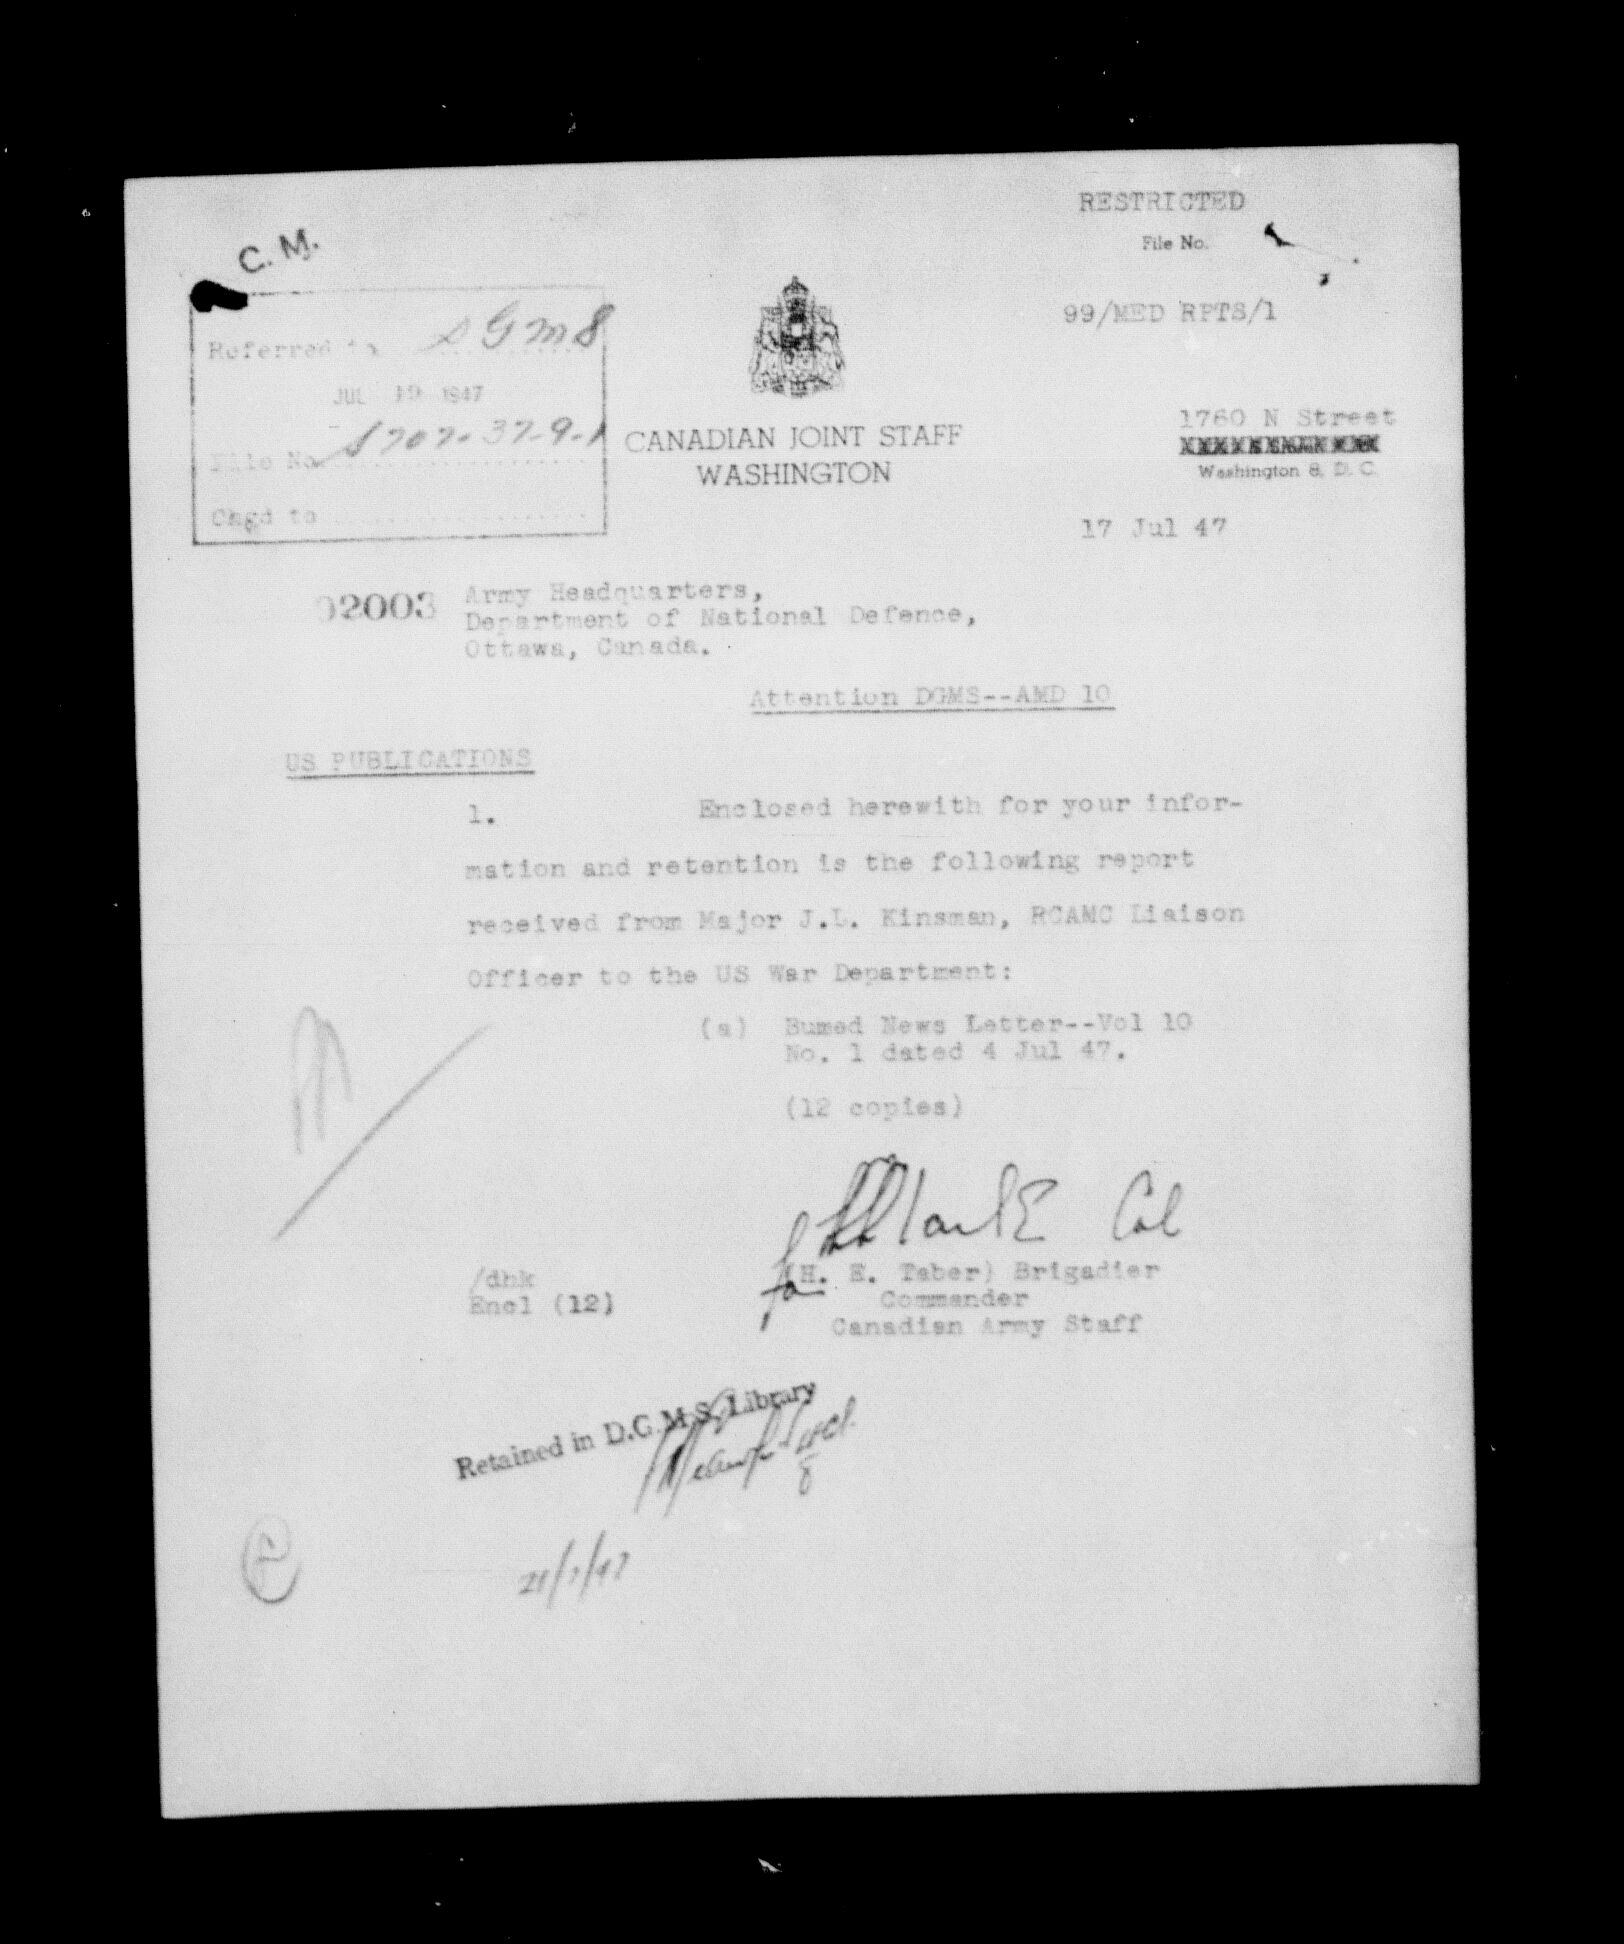 RESTRICTED
File No.
C. M.
99/MED RPTS/1
Referred to DGMS
JUL 19 1947
File No. S707-37-9-1
Chgd to
CANADIAN JOINT STAFF
WASHINGTON
1760 N Street
Washington 8, D. C.
17 Jul 47
02003
Army Headquarters,
Department of National Defence,
Ottawa, Canada.
Attention DGMS--AMD 10
US PUBLICATIONS
1. Enclosed herewith for your infor-
mation and retention is the following report
received from Major J.L. Kinsman, RCAMC Liaison
Officer to the US War Department:
(a) Bumed News Letter--Vol 10
No. 1 dated 4 Jul 47.
(12 copies)
Col
for (H. E. Taber) Brigadier
Commander
Canadian Army Staff
/dhk
Encl (12)
Retained in D.G.M.S. Library
21/7/47